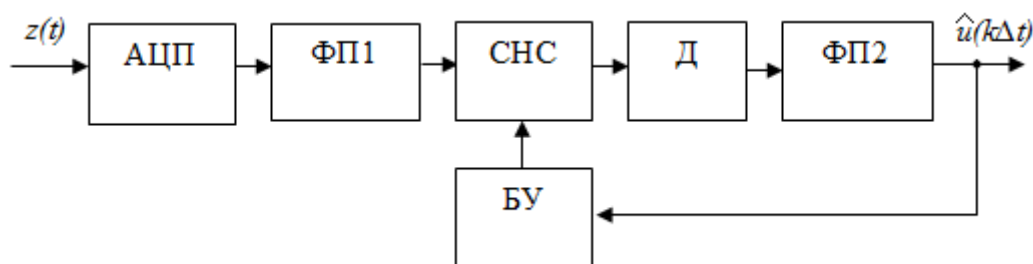 z(t)
АЦП
ФП1
СНС
Д
ФП2
û(kΔt)
БУ